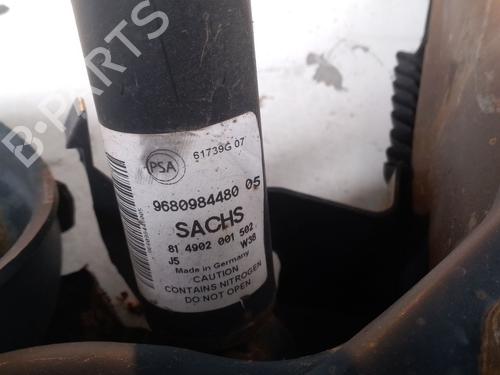 B-PARTS
PSA
61739G 07
9680984480 05
SACHS
81 4902 001 502
J5 W38
Made in Germany
CAUTION
CONTAINS NITROGEN
DO NOT OPEN